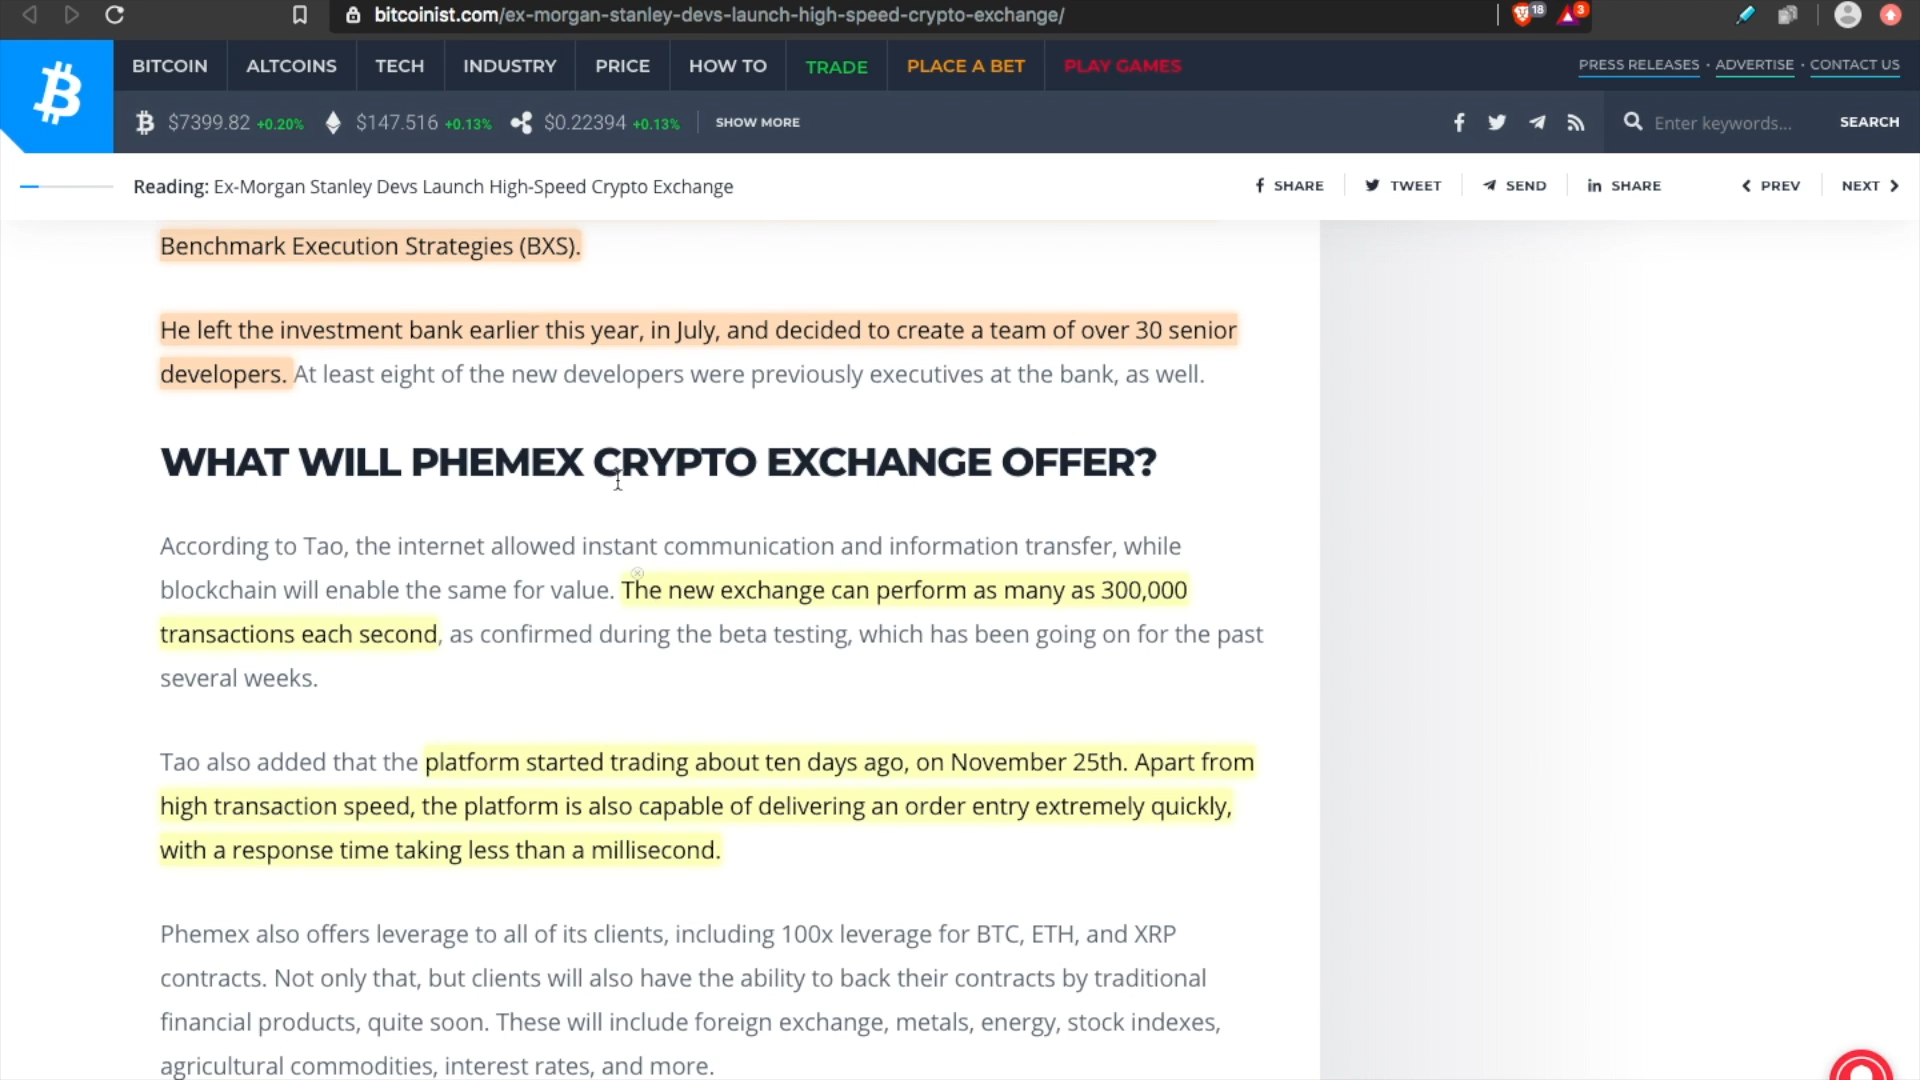 bitcoinist.com/ex-morgan-stanley-devs-launch-high-speed-crypto-exchange/
18
3
BITCOIN
ALTCOINS
TECH
INDUSTRY
PRICE
HOW TO
TRADE
PLACE A BET
PLAY GAMES
PRESS RELEASES · ADVERTISE · CONTACT US
$7399.82 +0.20%
$147.516 +0.13%
$0.22394 +0.13%
SHOW MORE
Enter keywords...
SEARCH
Reading: Ex-Morgan Stanley Devs Launch High-Speed Crypto Exchange
SHARE
TWEET
SEND
SHARE
PREV
NEXT
Benchmark Execution Strategies (BXS).
He left the investment bank earlier this year, in July, and decided to create a team of over 30 senior
developers. At least eight of the new developers were previously executives at the bank, as well.
WHAT WILL PHEMEX CRYPTO EXCHANGE OFFER?
According to Tao, the internet allowed instant communication and information transfer, while
blockchain will enable the same for value. The new exchange can perform as many as 300,000
transactions each second, as confirmed during the beta testing, which has been going on for the past
several weeks.
Tao also added that the platform started trading about ten days ago, on November 25th. Apart from
high transaction speed, the platform is also capable of delivering an order entry extremely quickly,
with a response time taking less than a millisecond.
Phemex also offers leverage to all of its clients, including 100x leverage for BTC, ETH, and XRP
contracts. Not only that, but clients will also have the ability to back their contracts by traditional
financial products, quite soon. These will include foreign exchange, metals, energy, stock indexes,
agricultural commodities, interest rates, and more.